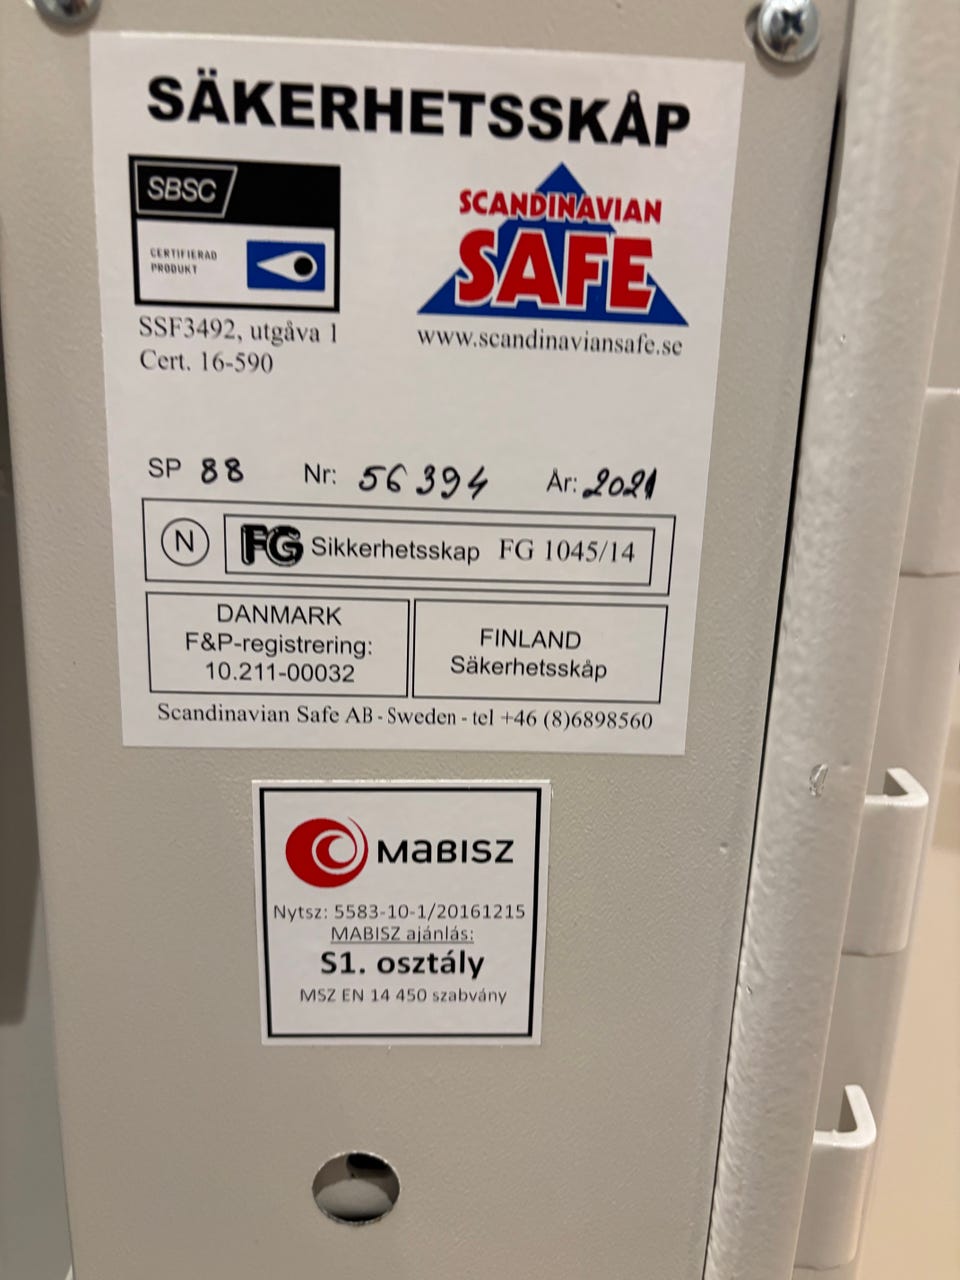 SÄKERHETSSKÅP
SBSC
CERTIFIERAD
PRODUKT
SSF3492, utgåva 1
Cert. 16-590
SCANDINAVIAN
SAFE
www.scandinaviansafe.se
SP 88 Nr: 56394 År: 2021
N FG Sikkerhetsskap FG 1045/14
DANMARK
F&P-registrering:
10.211-00032
FINLAND
Säkerhetsskåp
Scandinavian Safe AB - Sweden - tel +46 (8)6898560
MABISZ
Nytsz: 5583-10-1/20161215
MABISZ ajánlás:
S1. osztály
MSZ EN 14 450 szabvány